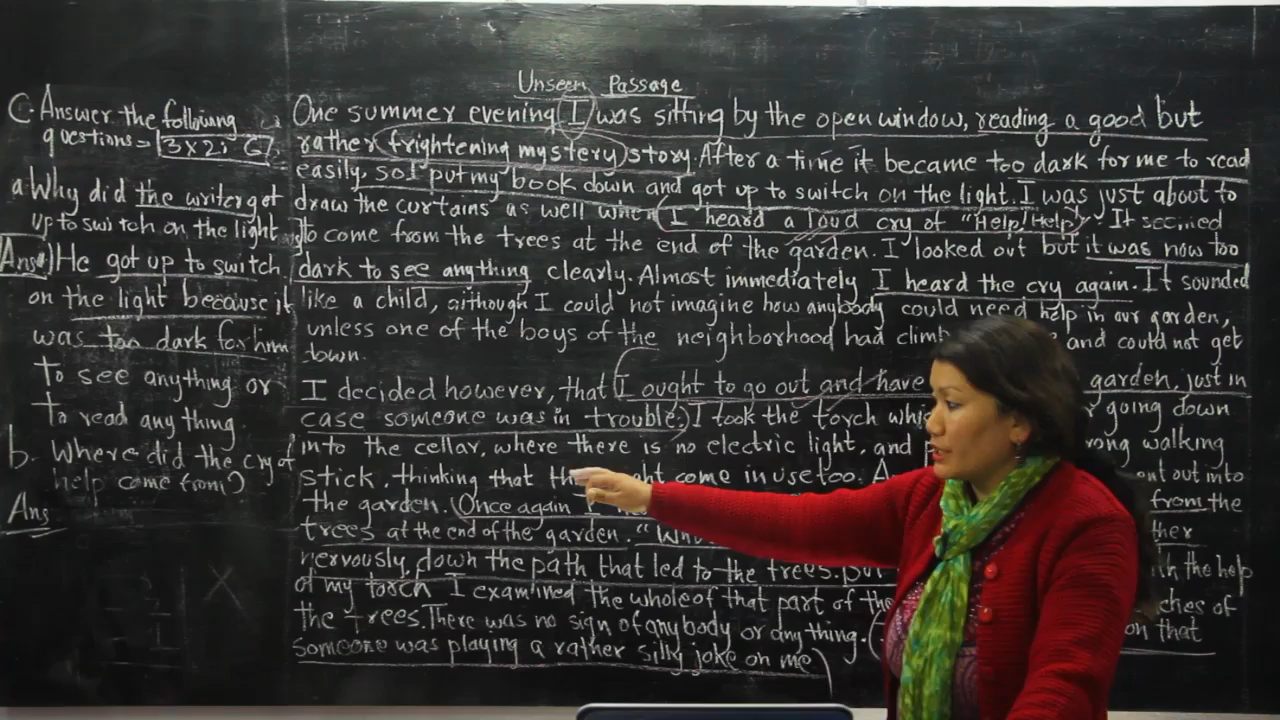 Unseen Passage
C. Answer the following
questions = 3x2 = 6
a. Why did the writer get
up to switch on the light
Ans) He got up to switch
on the light because it
was too dark for him
to see anything or
to read any thing.
b. Where did the cry of
help come from?
Ans
One summer evening I was sitting by the open window, reading a good but
rather frightening mystery story. After a time it became too dark for me to read
easily, so I put my book down and got up to switch on the light. I was just about to
draw the curtains as well when I heard a loud cry of "Help! Help!" It seemed
to come from the trees at the end of the garden. I looked out but it was now too
dark to see anything clearly. Almost immediately I heard the cry again. It sounded
like a child, although I could not imagine how anybody could need help in our garden,
unless one of the boys of the neighborhood had climb and could not get
down.
I decided however, that I ought to go out and have garden, just in
case someone was in trouble. I took the torch whi going down
into the cellar, where there is no electric light, and walking
stick, thinking that come in use too. out into
the garden. Once again I from the
trees at the end of the garden. "Wh ther
nervously, down the path that led to the trees. But the help
of my torch I examined the whole of that part of the ches of
the trees. There was no sign of anybody or anything. on that
someone was playing a rather silly joke on me